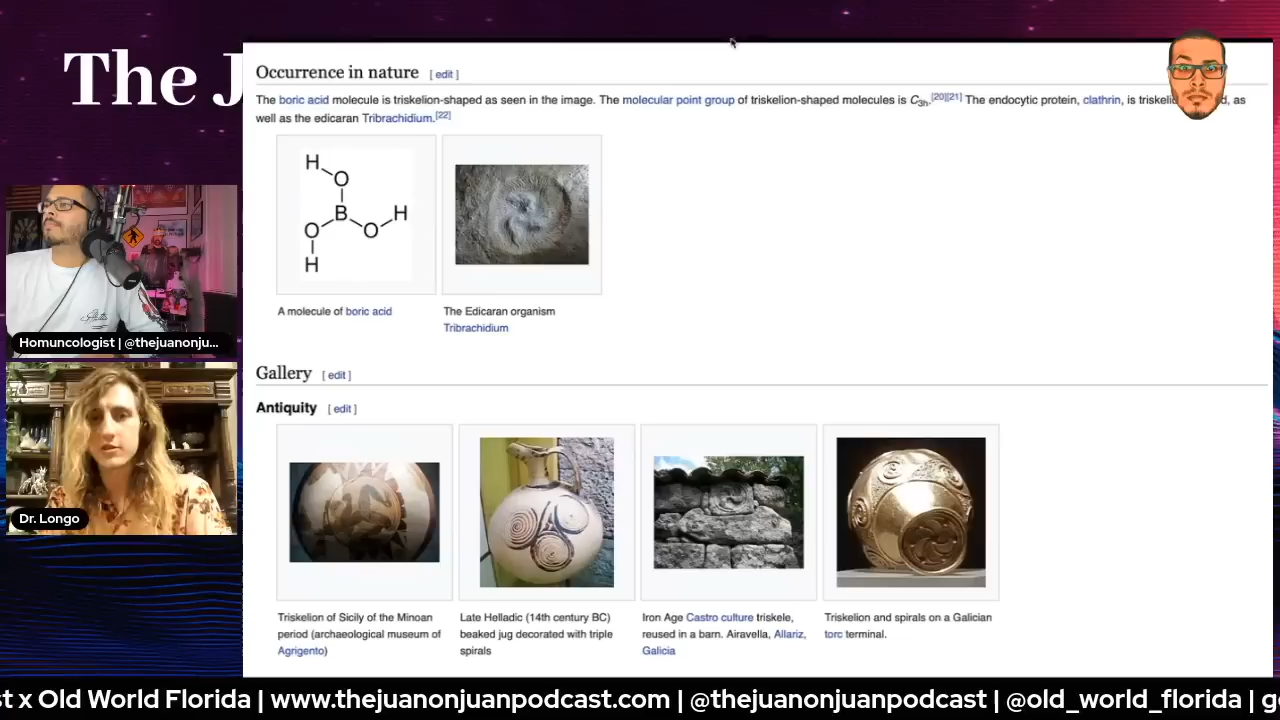 The J
Occurrence in nature [ edit ]
The boric acid molecule is triskelion-shaped as seen in the image. The molecular point group of triskelion-shaped molecules is C3h.[20][21] The endocytic protein, clathrin, is as
well as the edicaran Tribrachidium.[22]
H
O
B
H
O
O
H
A molecule of boric acid
The Edicaran organism
Tribrachidium
Gallery [ edit ]
Antiquity [ edit ]
Triskelion of Sicily of the Minoan
period (archaeological museum of
Agrigento)
Late Helladic (14th century BC)
beaked jug decorated with triple
spirals
Iron Age Castro culture triskele,
reused in a barn. Airavella, Allariz,
Galicia
Triskelion and spirals on a Galician
torc terminal.
Homuncologist | @thejuanonju...
Dr. Longo
st x Old World Florida | www.thejuanonjuanpodcast.com | @thejuanonjuanpodcast | @old_world_florida | g